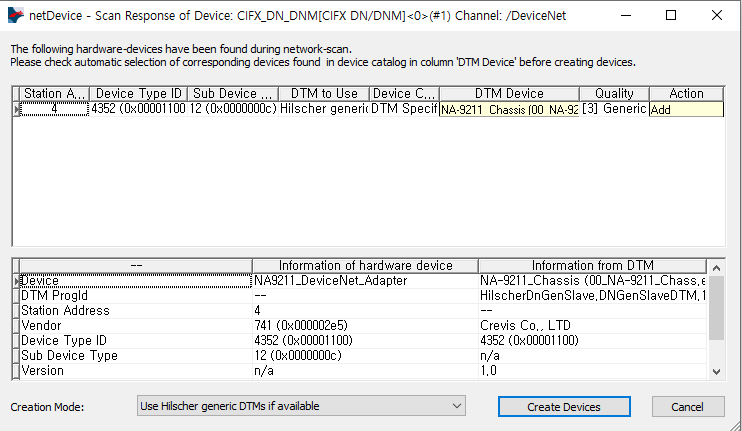 netDevice - Scan Response of Device: CIFX_DN_DNM[CIFX DN/DNM]<0>(#1) Channel: /DeviceNet
The following hardware-devices have been found during network-scan.
Please check automatic selection of corresponding devices found in device catalog in column 'DTM Device' before creating devices.
Station A... Device Type ID Sub Device ... DTM to Use Device C... DTM Device Quality Action
4 4352 (0x00001100 12 (0x0000000c) Hilscher generic DTM Specif NA-9211_Chassis (00_NA-92 [3] Generic Add
-- Information of hardware device Information from DTM
Device NA9211_DeviceNet_Adapter NA-9211_Chassis (00_NA-9211_Chass,e
DTM ProgId -- HilscherDnGenSlave,DNGenSlaveDTM,1
Station Address 4 --
Vendor 741 (0x000002e5) Crevis Co,, LTD
Device Type ID 4352 (0x00001100) 4352 (0x00001100)
Sub Device Type 12 (0x0000000c) n/a
Version n/a 1,0
Creation Mode: Use Hilscher generic DTMs if available Create Devices Cancel